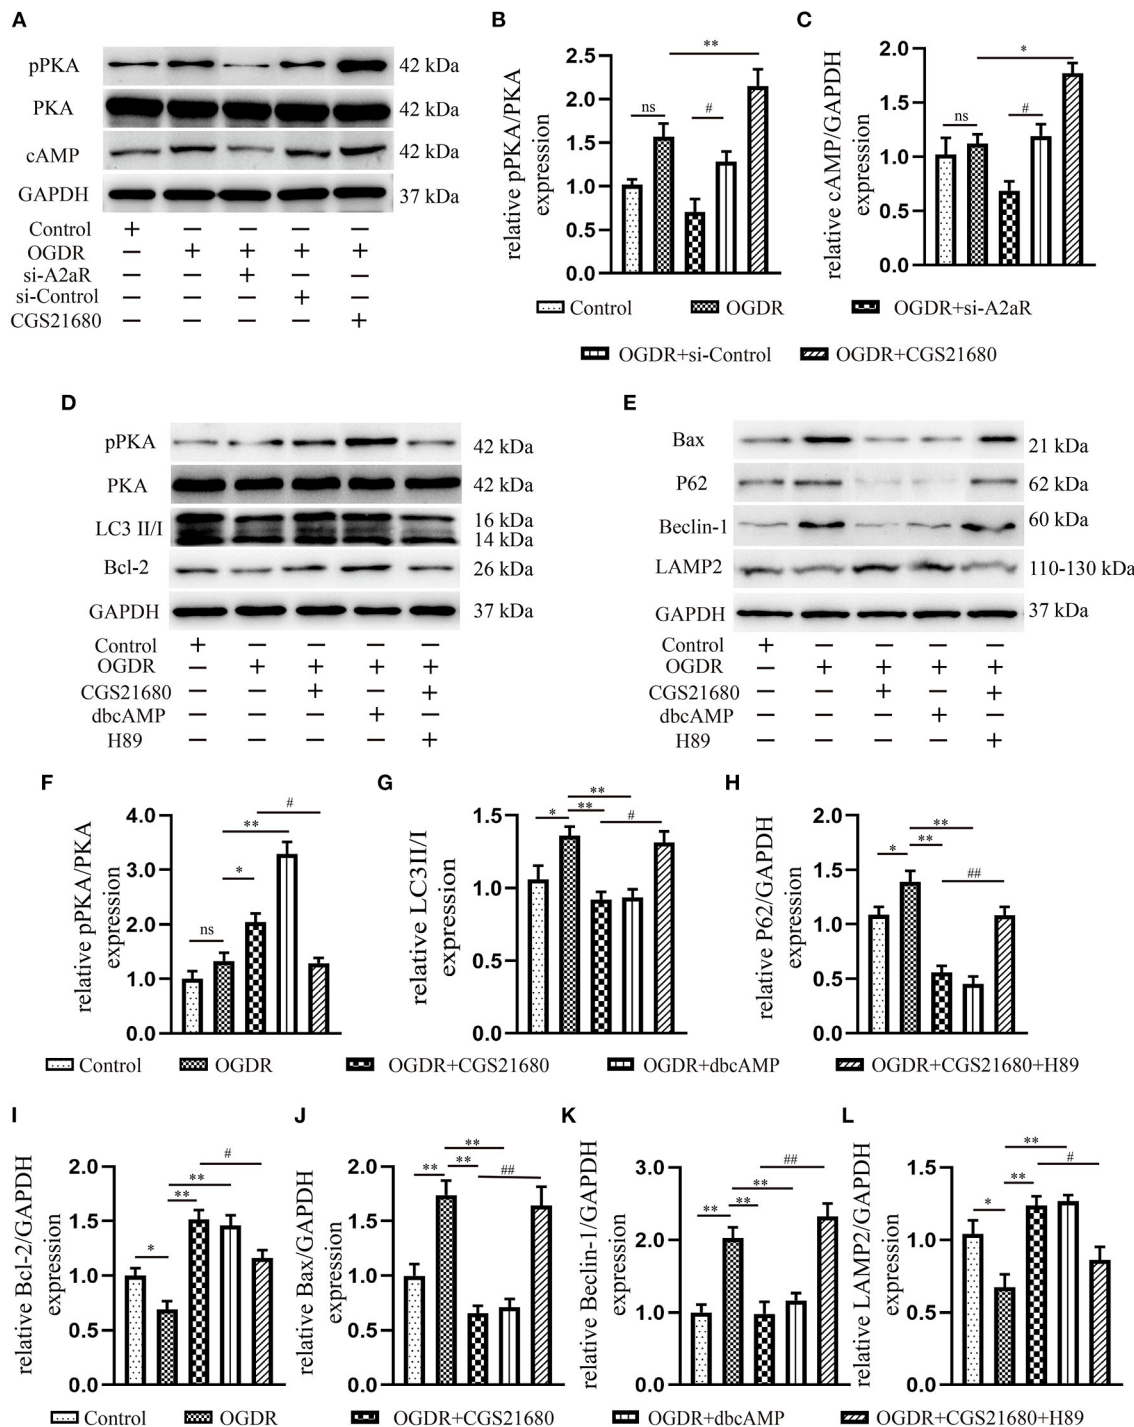 A
pPKA 42 kDa
PKA 42 kDa
cAMP 42 kDa
GAPDH 37 kDa
Control + − − − −
OGDR − + + + +
si-A2aR − − + − −
si-Control − − − + −
CGS21680 − − − − +
B
relative pPKA/PKA
expression
2.5
2.0
1.5
1.0
0.5
0.0
ns
#
**
C
relative cAMP/GAPDH
expression
2.0
1.5
1.0
0.5
0.0
ns
#
*
Control OGDR OGDR+si-A2aR
OGDR+si-Control OGDR+CGS21680
D
pPKA 42 kDa
PKA 42 kDa
LC3 II/I 16 kDa
14 kDa
Bcl-2 26 kDa
GAPDH 37 kDa
Control + − − − −
OGDR − + + + +
CGS21680 − − + − +
dbcAMP − − − + −
H89 − − − − +
E
Bax 21 kDa
P62 62 kDa
Beclin-1 60 kDa
LAMP2 110-130 kDa
GAPDH 37 kDa
Control + − − − −
OGDR − + + + +
CGS21680 − − + − +
dbcAMP − − − + −
H89 − − − − +
F
relative pPKA/PKA
expression
4.0
3.0
2.0
1.0
0.0
ns
*
**
#
G
relative LC3II/I
expression
1.5
1.0
0.5
0.0
*
**
**
#
H
relative P62/GAPDH
expression
2.0
1.5
1.0
0.5
0.0
*
**
**
##
Control OGDR OGDR+CGS21680 OGDR+dbcAMP OGDR+CGS21680+H89
I
relative Bcl-2/GAPDH
expression
2.0
1.5
1.0
0.5
0.0
*
**
**
#
J
relative Bax/GAPDH
expression
2.0
1.5
1.0
0.5
0.0
**
**
**
##
K
relative Beclin-1/GAPDH
expression
3.0
2.0
1.0
0.0
**
**
**
##
L
relative LAMP2/GAPDH
expression
1.5
1.0
0.5
0.0
*
**
**
#
Control OGDR OGDR+CGS21680 OGDR+dbcAMP OGDR+CGS21680+H89